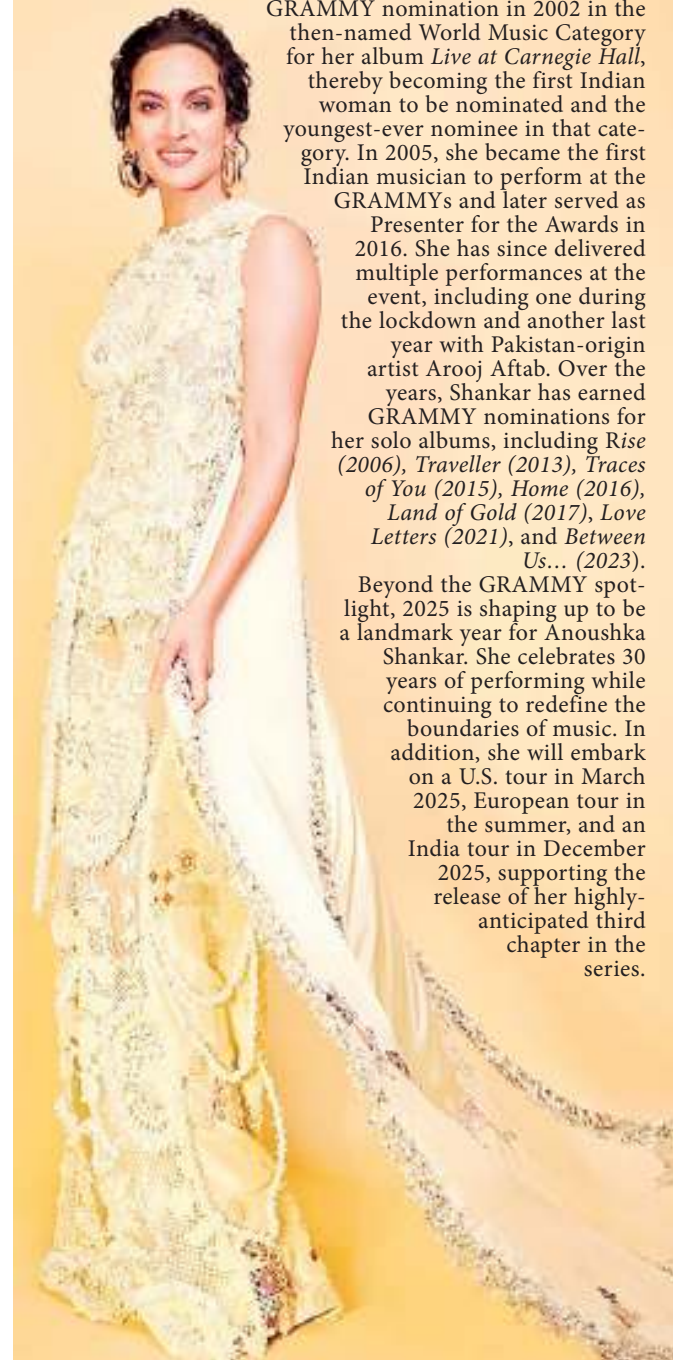 GRAMMY nomination in 2002 in the
then-named World Music Category
for her album Live at Carnegie Hall,
thereby becoming the first Indian
woman to be nominated and the
youngest-ever nominee in that cate-
gory. In 2005, she became the first
Indian musician to perform at the
GRAMMYs and later served as
Presenter for the Awards in
2016. She has since delivered
multiple performances at the
event, including one during
the lockdown and another last
year with Pakistan-origin
artist Arooj Aftab. Over the
years, Shankar has earned
GRAMMY nominations for
her solo albums, including Rise
(2006), Traveller (2013), Traces
of You (2015), Home (2016),
Land of Gold (2017), Love
Letters (2021), and Between
Us... (2023).
Beyond the GRAMMY spot-
light, 2025 is shaping up to be
a landmark year for Anoushka
Shankar. She celebrates 30
years of performing while
continuing to redefine the
boundaries of music. In
addition, she will embark
on a U.S. tour in March
2025, European tour in
the summer, and an
India tour in December
2025, supporting the
release of her highly-
anticipated third
chapter in the
series.